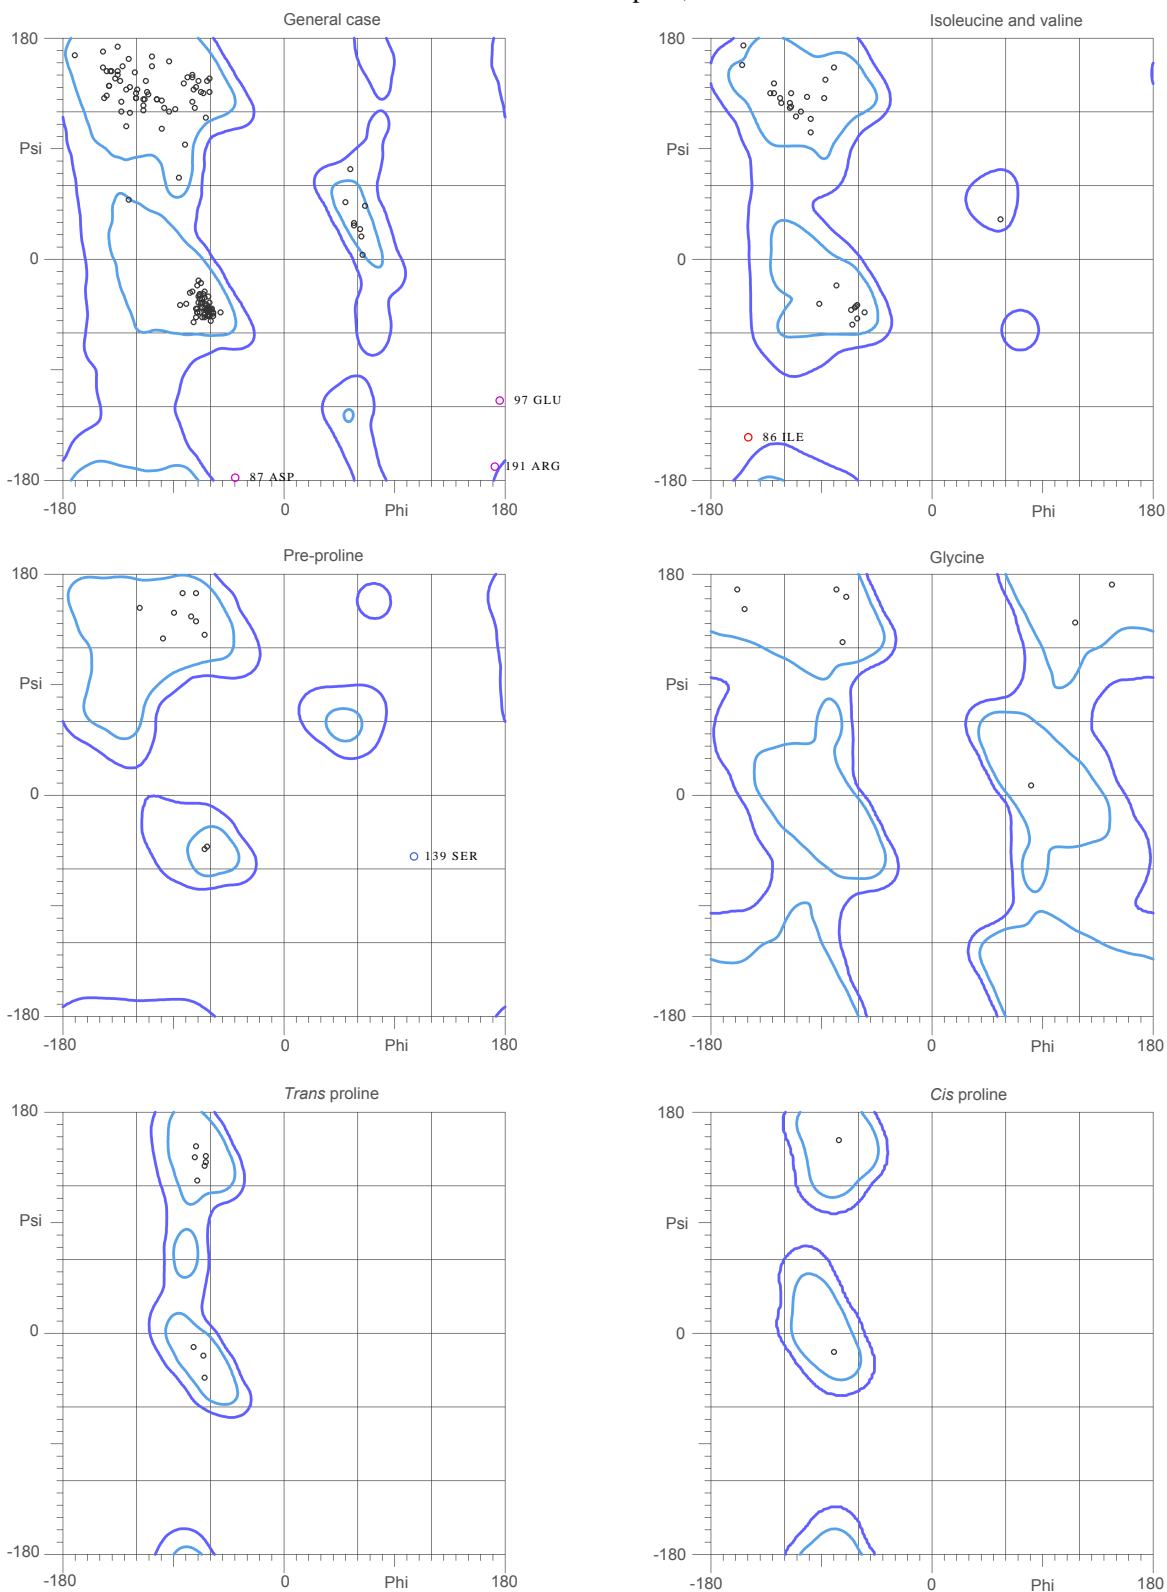 General case
Isoleucine and valine
180
180
Psi
Psi
0
0
97 GLU
86 ILE
191 ARG
87 ASP
-180
-180
-180
0
Phi
180
-180
0
Phi
180
Pre-proline
Glycine
180
180
Psi
Psi
0
0
139 SER
-180
-180
-180
0
Phi
180
-180
0
Phi
180
Trans proline
Cis proline
180
180
Psi
Psi
0
0
-180
-180
-180
0
Phi
180
-180
0
Phi
180